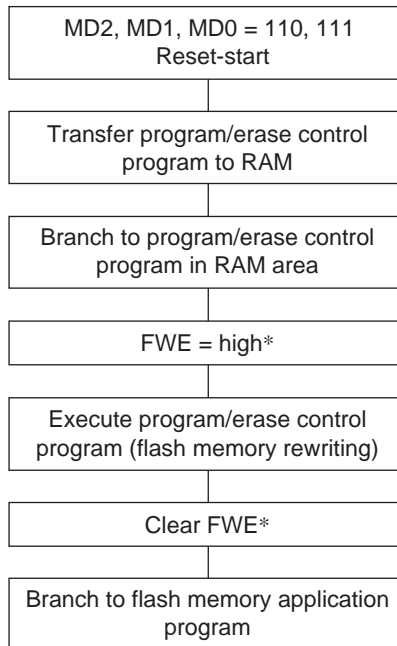 MD2, MD1, MD0 = 110, 111
Reset-start
Transfer program/erase control
program to RAM
Branch to program/erase control
program in RAM area
FWE = high*
Execute program/erase control
program (flash memory rewriting)
Clear FWE*
Branch to flash memory application
program